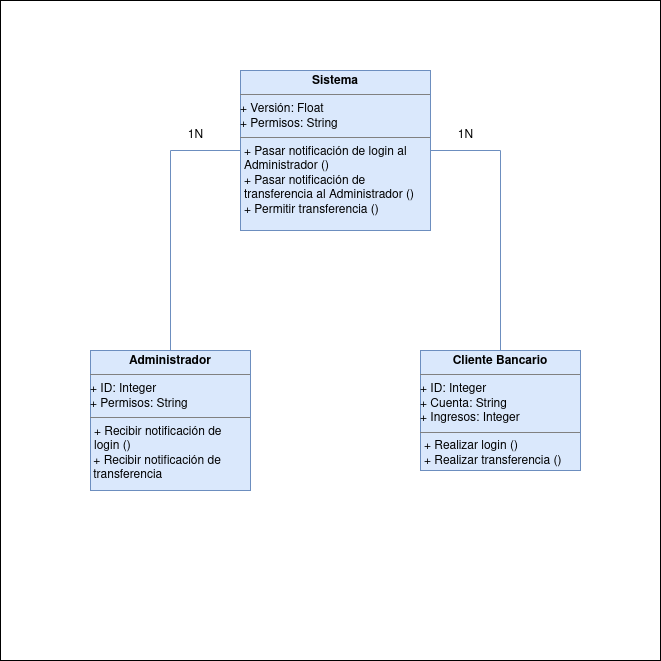 Sistema
+ Versión: Float
+ Permisos: String
1N
1N
+ Pasar notificación de login al
Administrador ()
+ Pasar notificación de
transferencia al Administrador ()
+ Permitir transferencia ()
Administrador
+ ID: Integer
+ Permisos: String
+ Recibir notificación de
login ()
+ Recibir notificación de
transferencia
Cliente Bancario
+ ID: Integer
+ Cuenta: String
+ Ingresos: Integer
+ Realizar login ()
+ Realizar transferencia ()